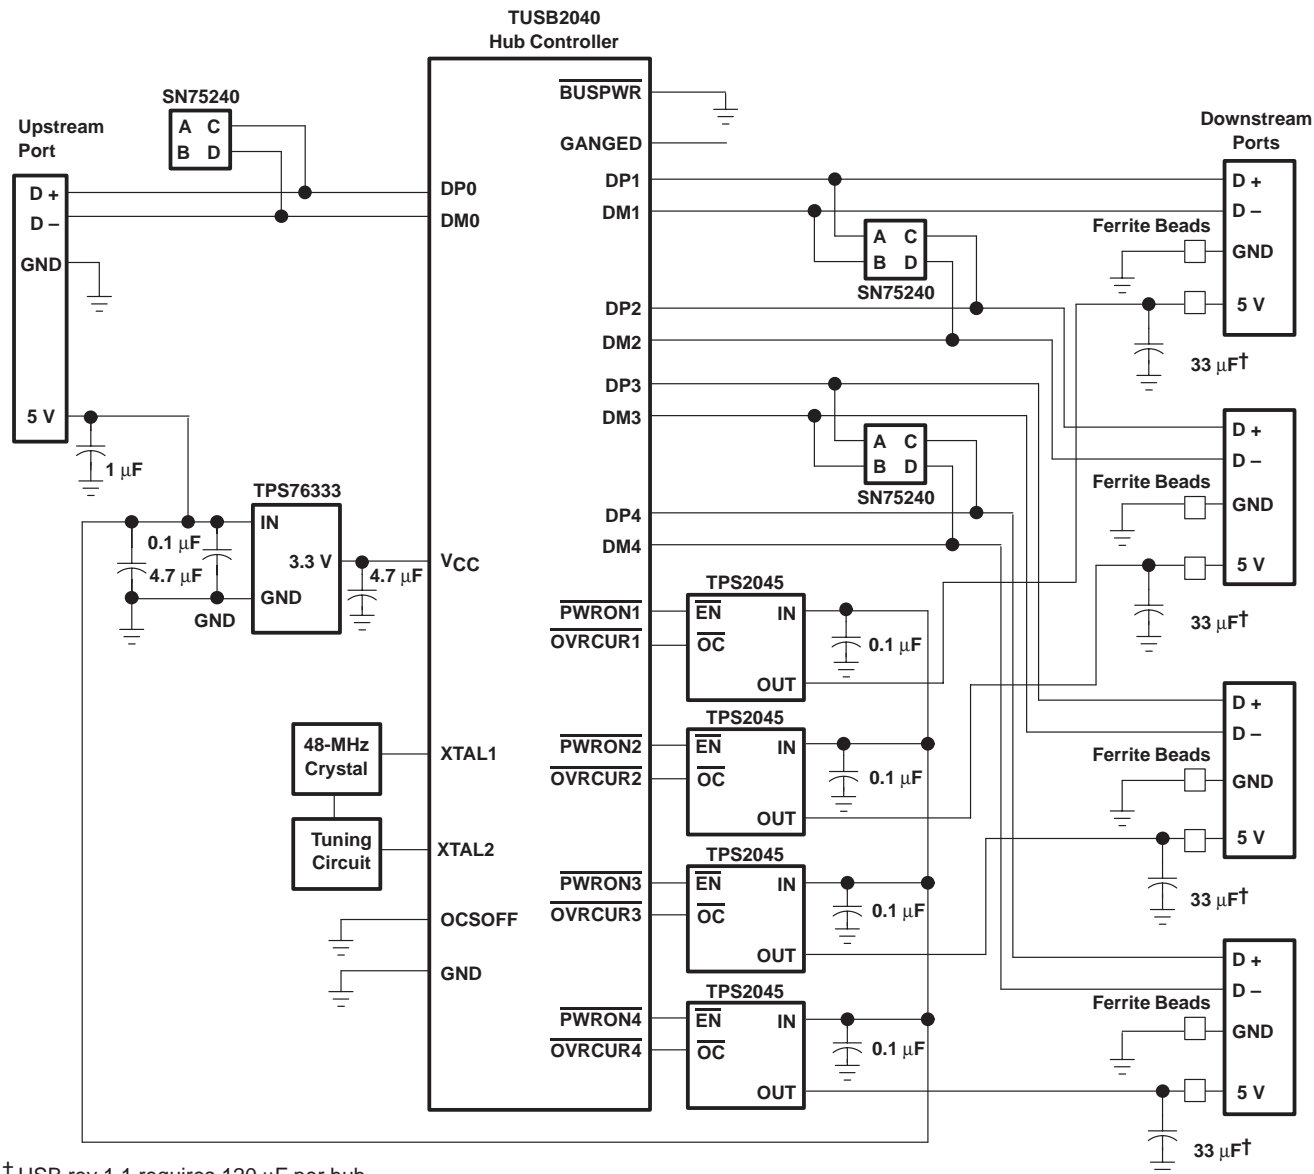 TUSB2040
Hub Controller
SN75240
A C
B D
Upstream
Port
D +
D –
GND
5 V
1 µF
TPS76333
IN
3.3 V
GND
0.1 µF
4.7 µF
GND
4.7 µF
48-MHz
Crystal
Tuning
Circuit
DP0
DM0
VCC
XTAL1
XTAL2
OCSOFF
GND
BUSPWR
GANGED
DP1
DM1
DP2
DM2
DP3
DM3
DP4
DM4
PWRON1
OVRCUR1
PWRON2
OVRCUR2
PWRON3
OVRCUR3
PWRON4
OVRCUR4
A C
B D
SN75240
A C
B D
SN75240
TPS2045
EN IN
OC
OUT
0.1 µF
TPS2045
EN IN
OC
OUT
0.1 µF
TPS2045
EN IN
OC
OUT
0.1 µF
TPS2045
EN IN
OC
OUT
0.1 µF
Downstream
Ports
D +
D –
Ferrite Beads
GND
5 V
33 µF†
D +
D –
Ferrite Beads
GND
5 V
33 µF†
D +
D –
Ferrite Beads
GND
5 V
33 µF†
D +
D –
Ferrite Beads
GND
5 V
33 µF†
† USB rev 1.1 requires 120 µF per hub